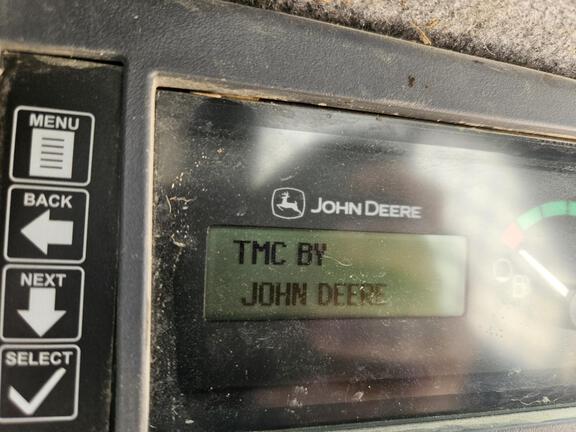 MENU
BACK
NEXT
SELECT
JOHN DEERE
TMC BY
JOHN DEERE